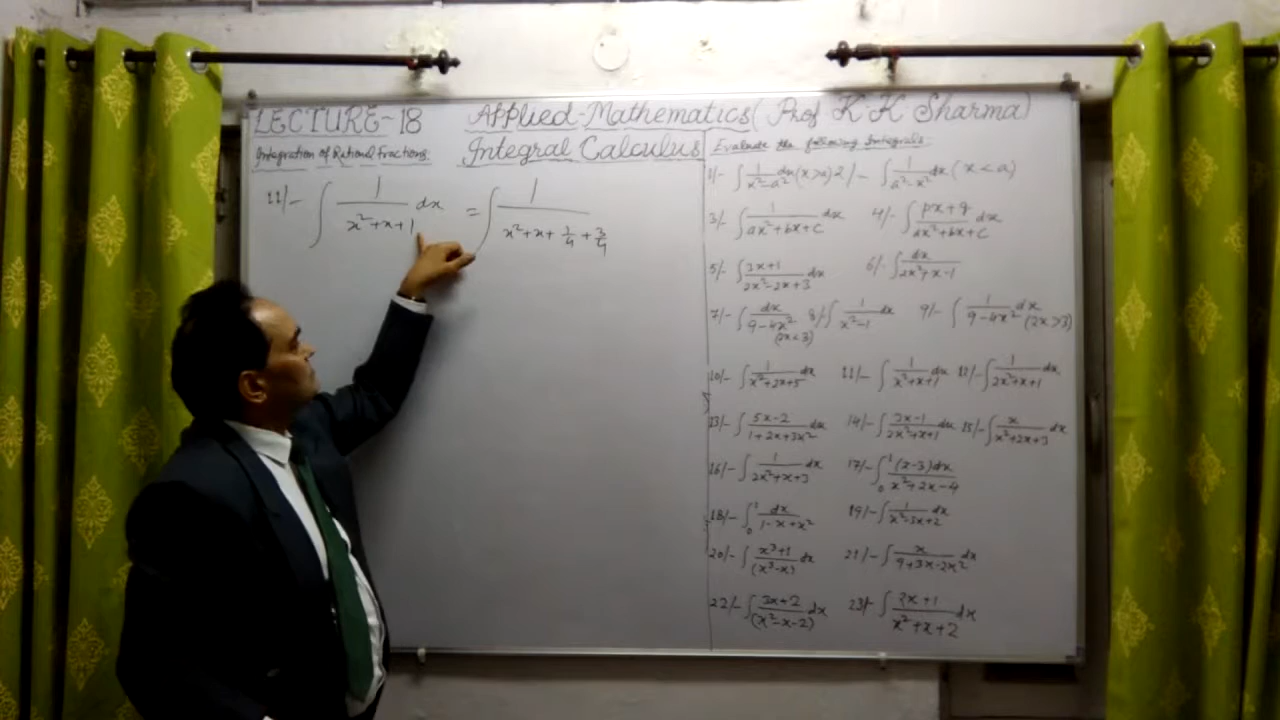 LECTURE-18 Applied-Mathematics (Prof K K Sharma)
Integration of Rational Fractions. Integral Calculus Evaluate the following Integrals.
11/- ∫ 1/(x²+x+1) dx = ∫ 1/(x²+x+1/4+3/4)
1/- ∫ 1/(x²-a²) dx (x>a) 2/- ∫ 1/(a²-x²) dx (x<a)
3/- ∫ 1/(ax²+bx+c) dx 4/- ∫ (px+q)/(ax²+bx+c) dx
5/- ∫ (3x+1)/(2x²-2x+3) dx 6/- ∫ dx/(2x²+x-1)
7/- ∫ dx/(9-4x²) (2x<3) 8/- ∫ 1/(x²-1) dx 9/- ∫ 1/(9-4x²) dx (2x>3)
10/- ∫ 1/(x²+2x+5) dx 11/- ∫ 1/(x²+x+1) dx 12/- ∫ 1/(2x²+x+1) dx
13/- ∫ (5x-2)/(1+2x+3x²) dx 14/- ∫ (2x-1)/(2x²+x+1) dx 15/- ∫ x/(x²+2x+3) dx
16/- ∫ 1/(2x²+x+3) dx 17/- ∫₀¹ (x-3)dx/(x²+2x-4)
18/- ∫₀¹ dx/(1-x+x²) 19/- ∫ 1/(x²-3x+2) dx
20/- ∫ (x³+1)/(x³-x) dx 21/- ∫ x/(9+3x-2x²) dx
22/- ∫ (3x+2)/(x²-x-2) dx 23/- ∫ (2x+1)/(x²+x+2) dx